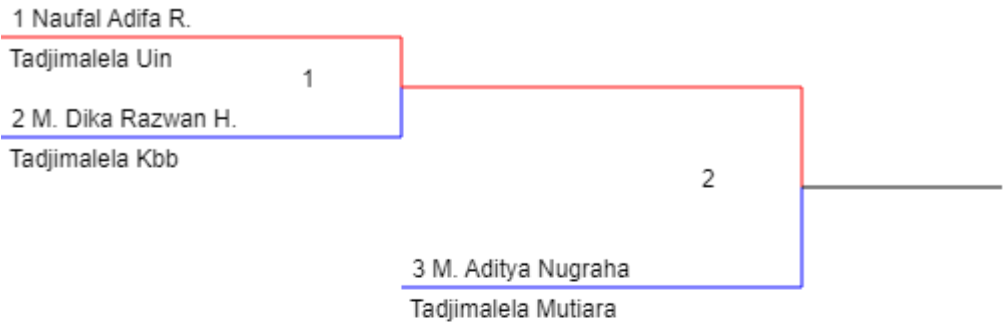 1 Naufal Adifa R.
Tadjimalela Uin
1
2 M. Dika Razwan H.
Tadjimalela Kbb
2
3 M. Aditya Nugraha
Tadjimalela Mutiara